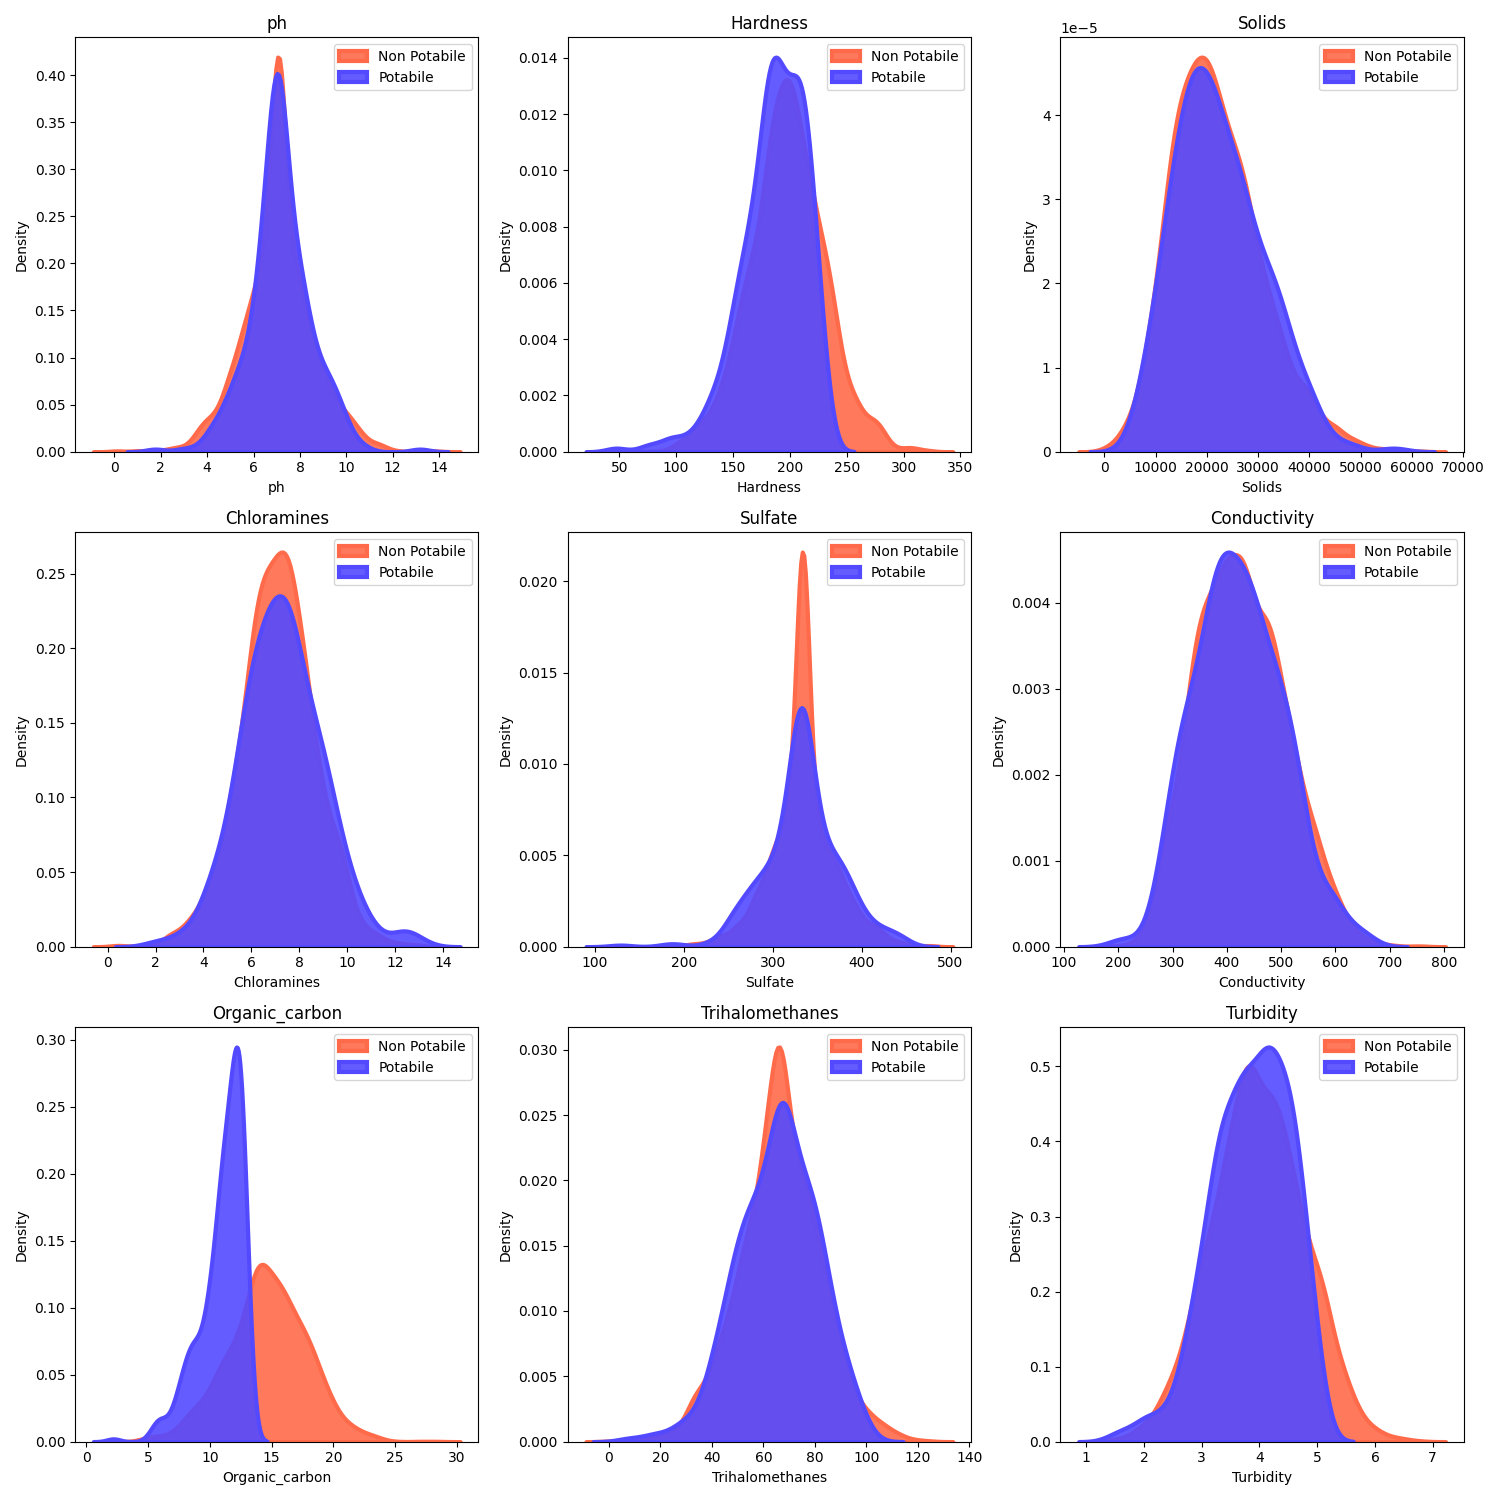 ph
Non Potabile
Potabile
0.40
0.35
0.30
0.25
0.20
0.15
0.10
0.05
0.00
Density
0 2 4 6 8 10 12 14
ph
Hardness
Non Potabile
Potabile
0.014
0.012
0.010
0.008
0.006
0.004
0.002
0.000
Density
50 100 150 200 250 300 350
Hardness
Solids
1e−5
Non Potabile
Potabile
4
3
2
1
0
Density
0 10000 20000 30000 40000 50000 60000 70000
Solids
Chloramines
Non Potabile
Potabile
0.25
0.20
0.15
0.10
0.05
0.00
Density
0 2 4 6 8 10 12 14
Chloramines
Sulfate
Non Potabile
Potabile
0.020
0.015
0.010
0.005
0.000
Density
100 200 300 400 500
Sulfate
Conductivity
Non Potabile
Potabile
0.004
0.003
0.002
0.001
0.000
Density
100 200 300 400 500 600 700 800
Conductivity
Organic_carbon
Non Potabile
Potabile
0.30
0.25
0.20
0.15
0.10
0.05
0.00
Density
0 5 10 15 20 25 30
Organic_carbon
Trihalomethanes
Non Potabile
Potabile
0.030
0.025
0.020
0.015
0.010
0.005
0.000
Density
0 20 40 60 80 100 120 140
Trihalomethanes
Turbidity
Non Potabile
Potabile
0.5
0.4
0.3
0.2
0.1
0.0
Density
1 2 3 4 5 6 7
Turbidity